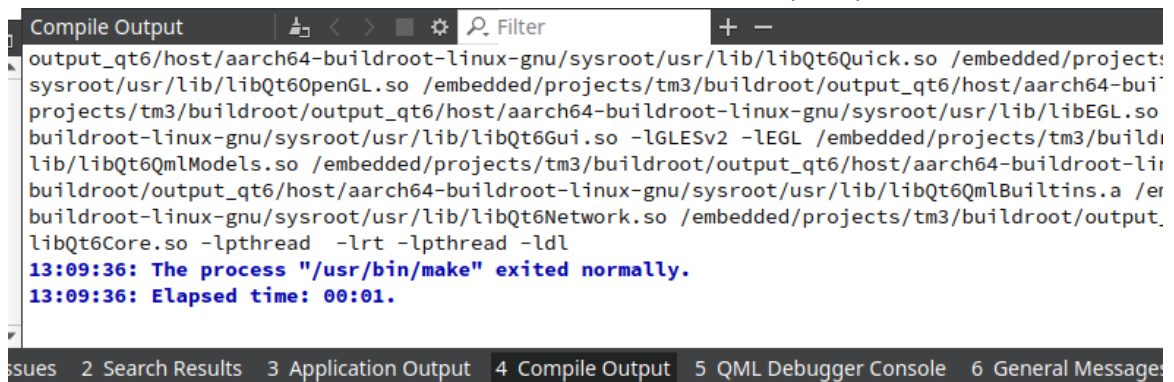 Compile Output Filter
output_qt6/host/aarch64-buildroot-linux-gnu/sysroot/usr/lib/libQt6Quick.so /embedded/projects
sysroot/usr/lib/libQt6OpenGL.so /embedded/projects/tm3/buildroot/output_qt6/host/aarch64-buil
projects/tm3/buildroot/output_qt6/host/aarch64-buildroot-linux-gnu/sysroot/usr/lib/libEGL.so
buildroot-linux-gnu/sysroot/usr/lib/libQt6Gui.so -lGLESv2 -lEGL /embedded/projects/tm3/buildr
lib/libQt6QmlModels.so /embedded/projects/tm3/buildroot/output_qt6/host/aarch64-buildroot-lin
buildroot/output_qt6/host/aarch64-buildroot-linux-gnu/sysroot/usr/lib/libQt6QmlBuiltins.a /em
buildroot-linux-gnu/sysroot/usr/lib/libQt6Network.so /embedded/projects/tm3/buildroot/output_
libQt6Core.so -lpthread  -lrt -lpthread -ldl
13:09:36: The process "/usr/bin/make" exited normally.
13:09:36: Elapsed time: 00:01.
ssues 2 Search Results 3 Application Output 4 Compile Output 5 QML Debugger Console 6 General Messages